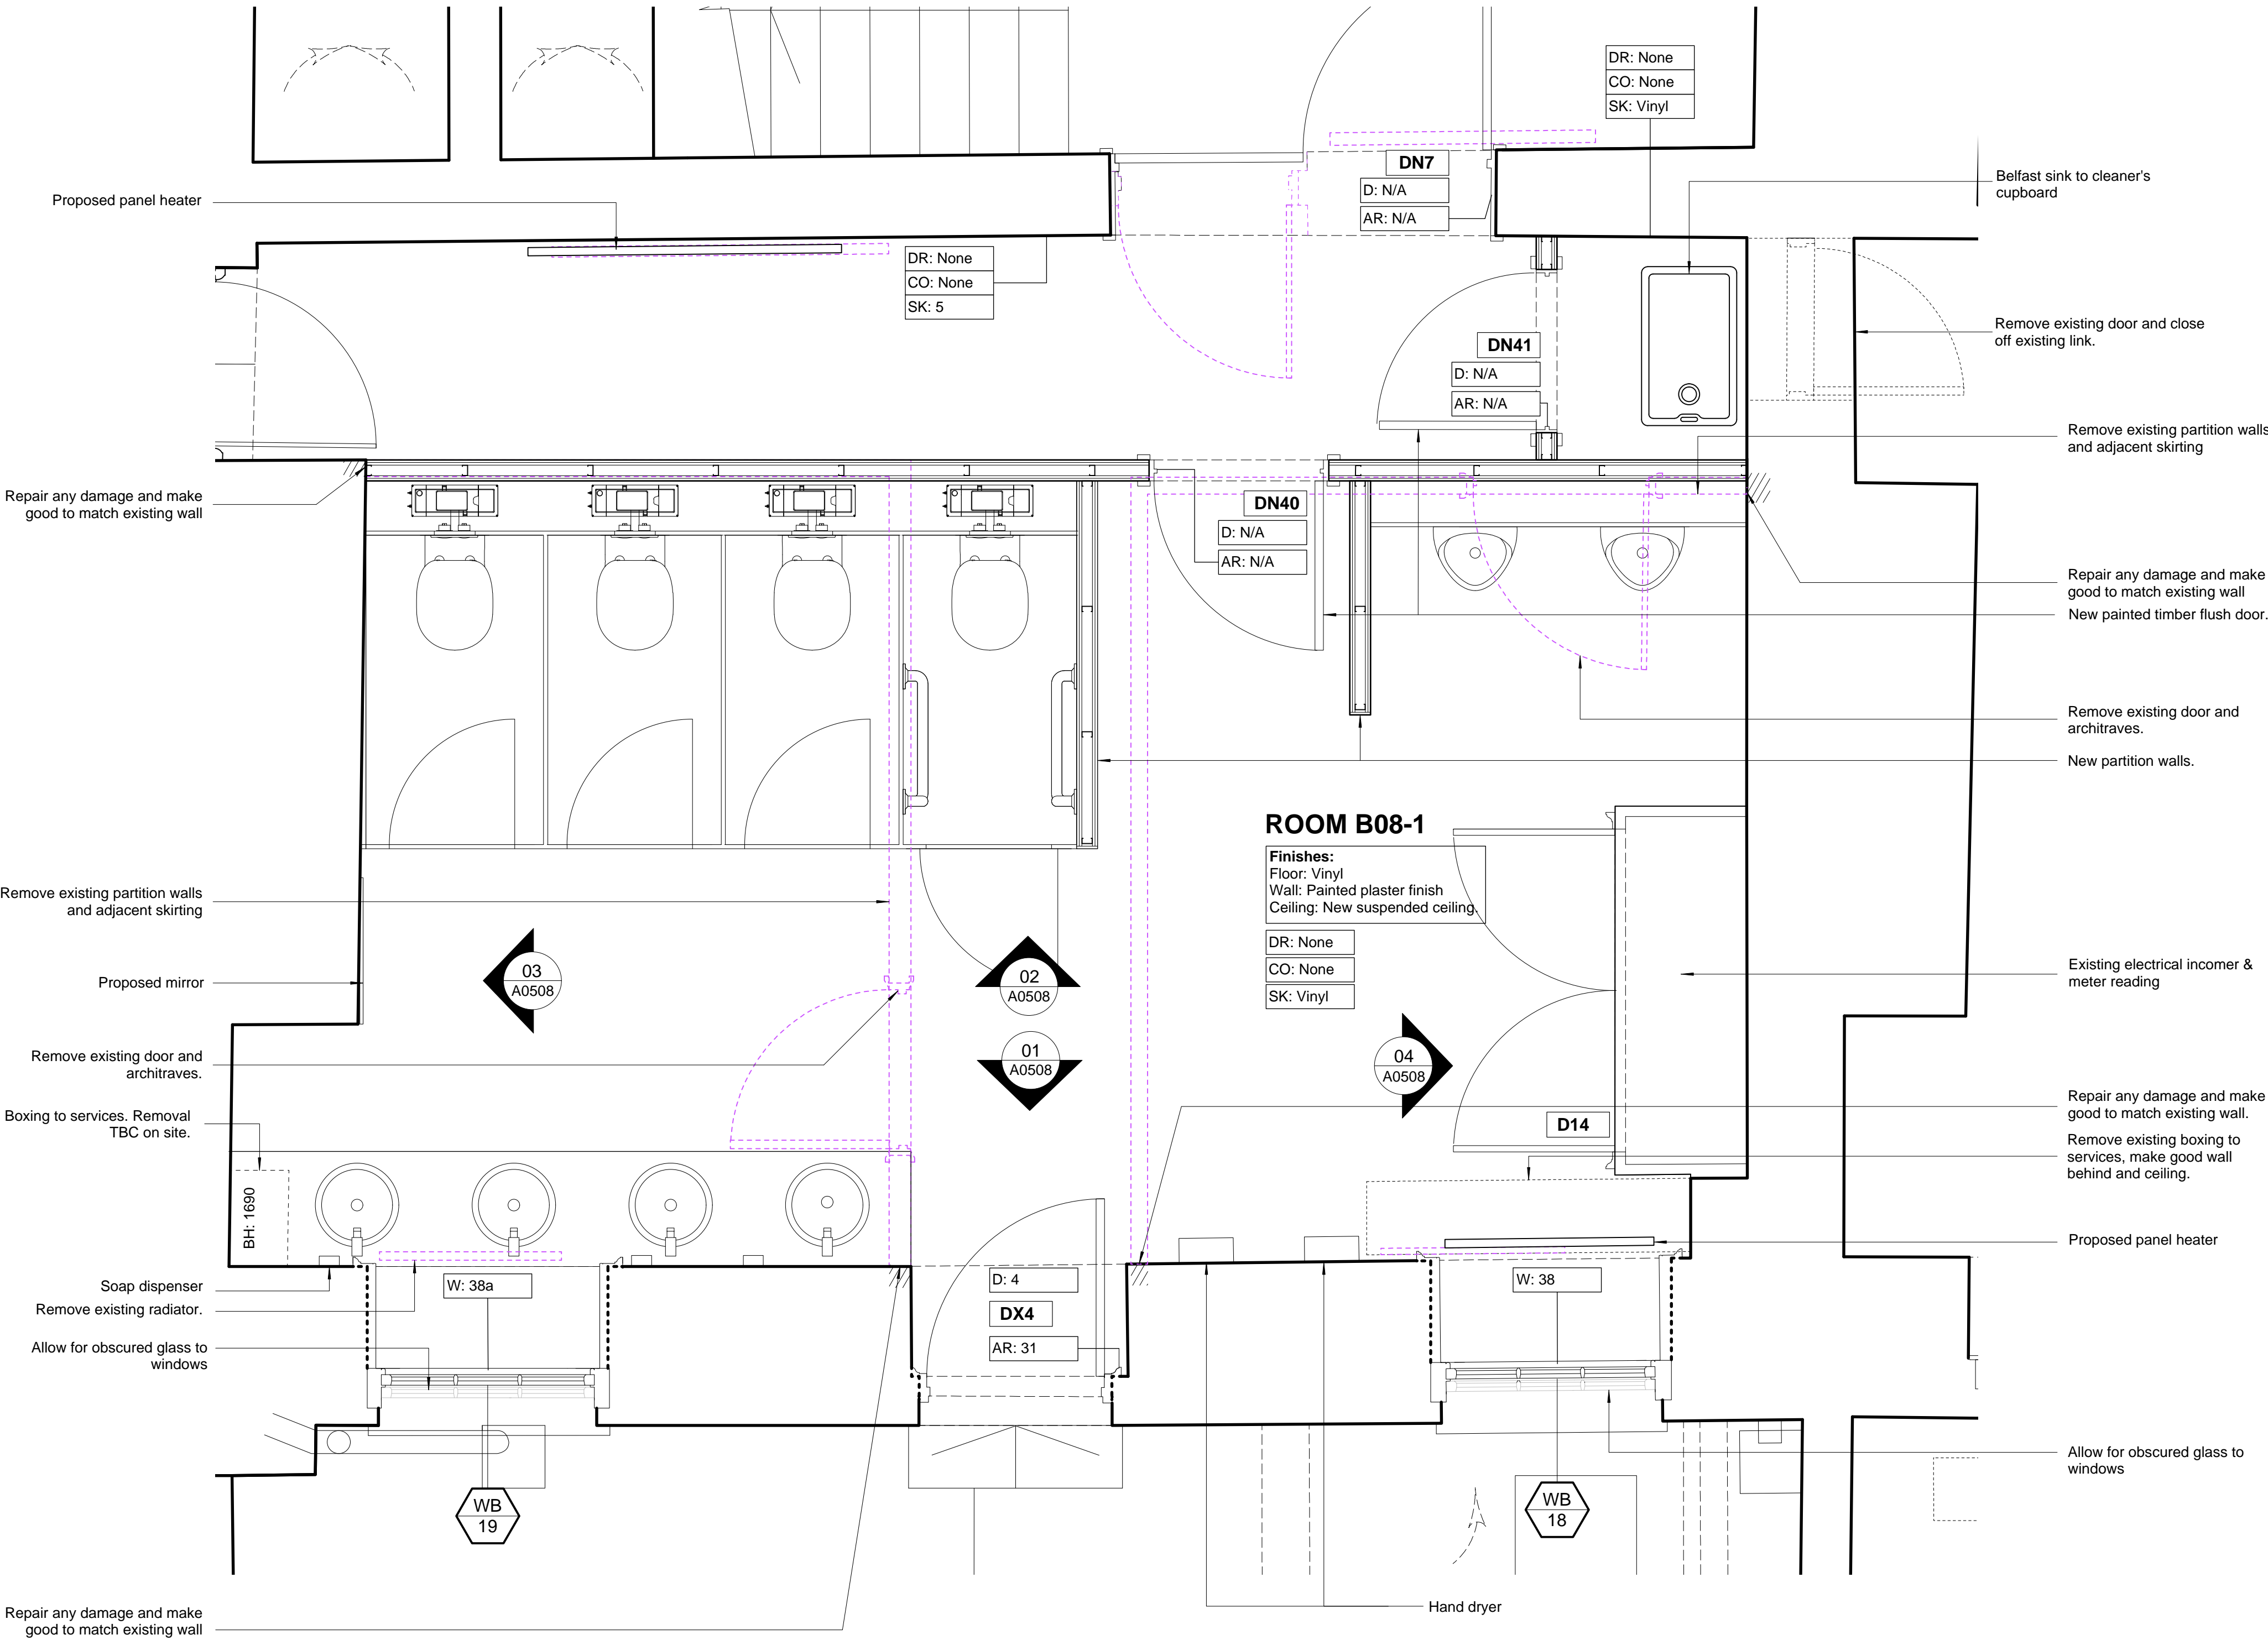 DR: None
CO: None
SK: Vinyl
DN7
D: N/A
AR: N/A
Belfast sink to cleaner's
cupboard
Proposed panel heater
DR: None
CO: None
SK: 5
Remove existing door and close
off existing link.
DN41
D: N/A
AR: N/A
Remove existing partition walls
and adjacent skirting
Repair any damage and make
good to match existing wall
DN40
D: N/A
AR: N/A
Repair any damage and make
good to match existing wall
New painted timber flush door.
Remove existing door and
architraves.
New partition walls.
ROOM B08-1
Finishes:
Floor: Vinyl
Wall: Painted plaster finish
Ceiling: New suspended ceiling.
DR: None
CO: None
SK: Vinyl
Remove existing partition walls
and adjacent skirting
Proposed mirror
03
A0508
02
A0508
Existing electrical incomer &
meter reading
Remove existing door and
architraves.
01
A0508
04
A0508
Boxing to services. Removal
TBC on site.
D14
Repair any damage and make
good to match existing wall.
Remove existing boxing to
services, make good wall
behind and ceiling.
BH: 1690
Proposed panel heater
Soap dispenser
Remove existing radiator.
Allow for obscured glass to
windows
W: 38a
D: 4
DX4
AR: 31
W: 38
Allow for obscured glass to
windows
WB
19
WB
18
Hand dryer
Repair any damage and make
good to match existing wall